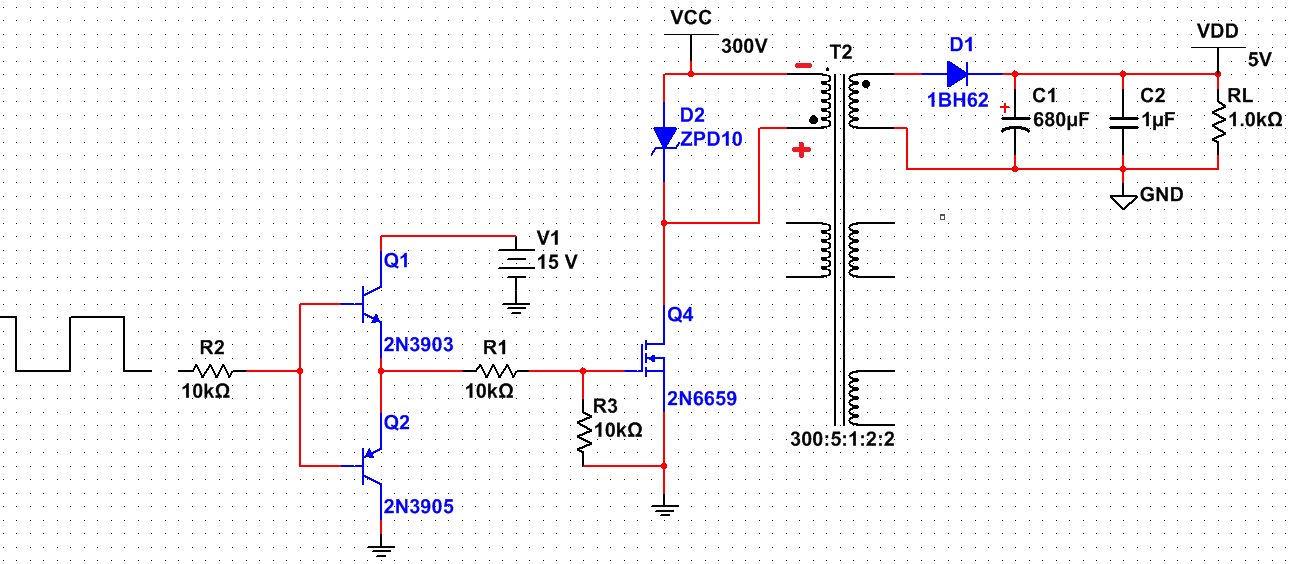 VCC
300V
T2
D1
1BH62
VDD
5V
D2
ZPD10
C1
680µF
C2
1µF
RL
1.0kΩ
GND
V1
15 V
Q1
2N3903
Q4
2N6659
R2
10kΩ
R1
10kΩ
R3
10kΩ
Q2
2N3905
300:5:1:2:2